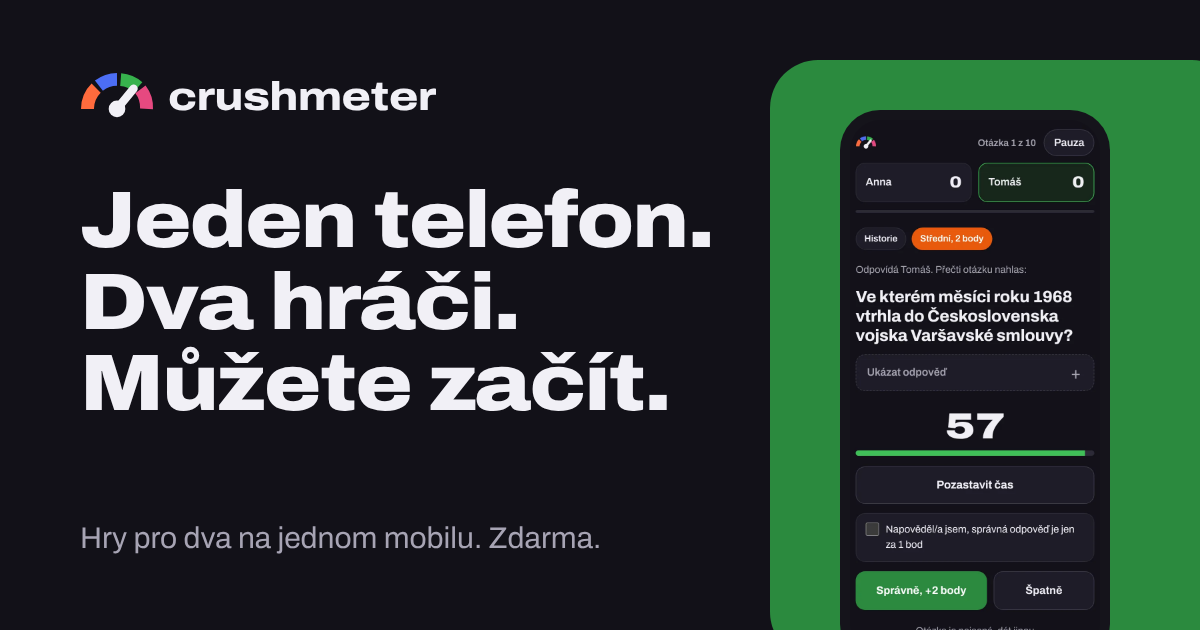 crushmeter
Jeden telefon.
Dva hráči.
Můžete začít.
Hry pro dva na jednom mobilu. Zdarma.
Otázka 1 z 10
Pauza
Anna 0
Tomáš 0
Historie
Střední, 2 body
Odpovídá Tomáš. Přečti otázku nahlas:
Ve kterém měsíci roku 1968
vtrhla do Československa
vojska Varšavské smlouvy?
Ukázat odpověď +
57
Pozastavit čas
Napověděl/a jsem, správná odpověď je jen
za 1 bod
Správně, +2 body
Špatně